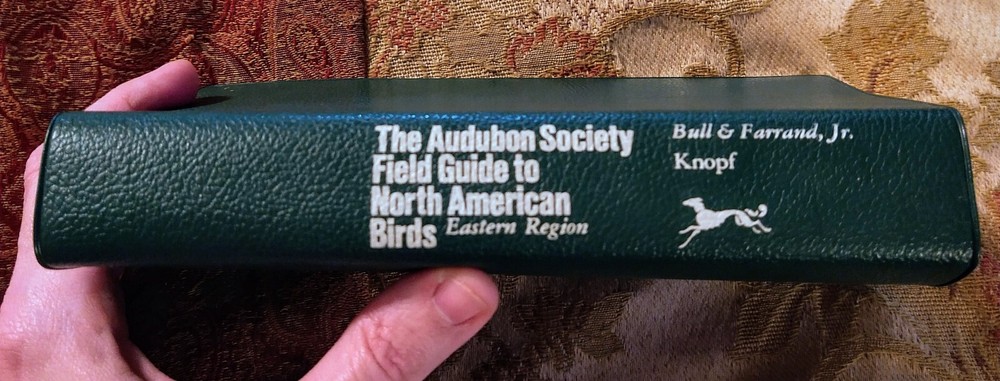 The Audubon Society
Field Guide to
North American
Birds Eastern Region
Bull & Farrand, Jr.
Knopf